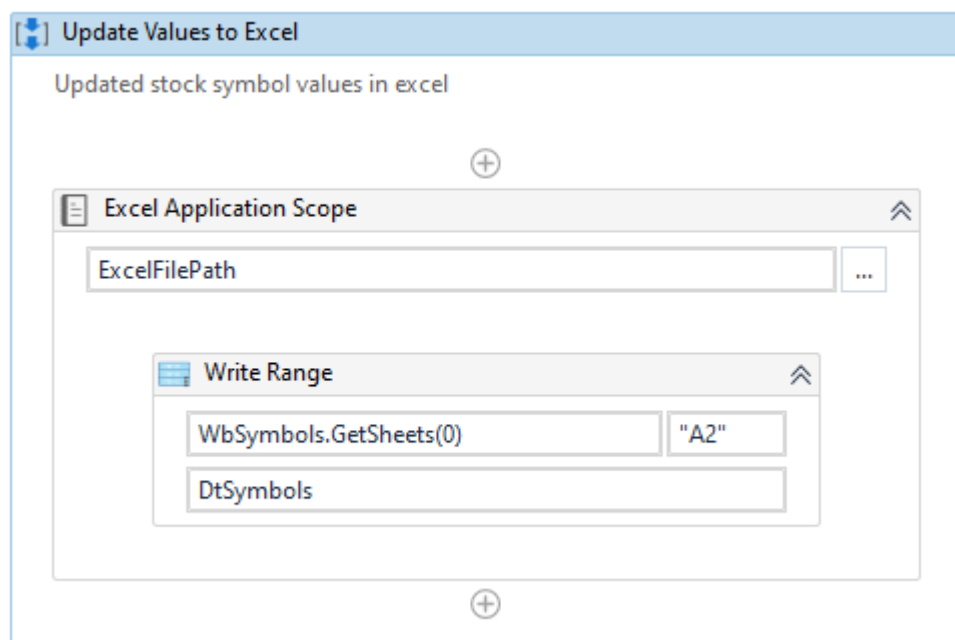 Update Values to Excel
Updated stock symbol values in excel
Excel Application Scope
ExcelFilePath
...
Write Range
WbSymbols.GetSheets(0) "A2"
DtSymbols